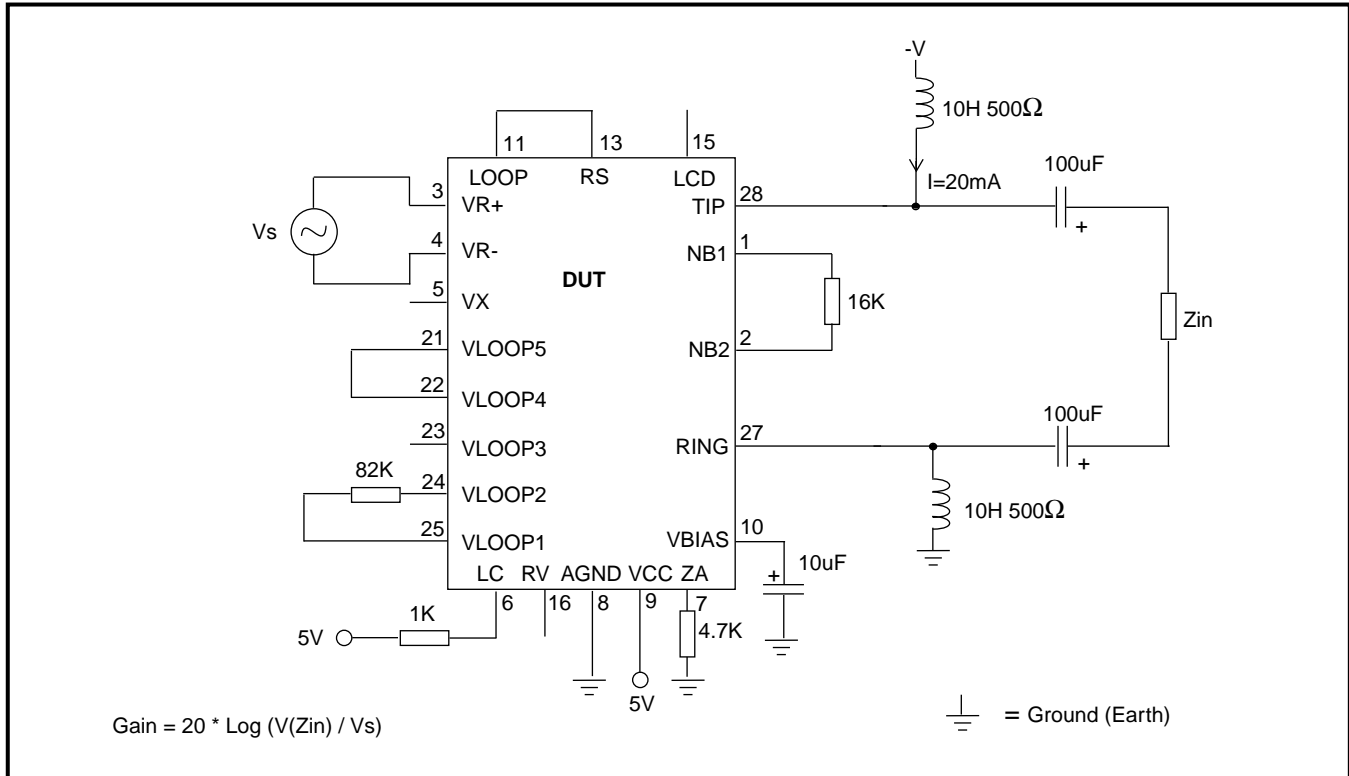 -V
10H 500Ω
11
13
15
100uF
LOOP
RS
LCD
I=20mA
3
VR+
TIP
28
+
Vs
4
VR-
NB1
1
DUT
5
VX
16K
Zin
21
VLOOP5
NB2
2
22
VLOOP4
100uF
23
VLOOP3
RING
27
+
82K
24
VLOOP2
10H 500Ω
25
VLOOP1
VBIAS
10
10uF
+
LC
RV
AGND
VCC
ZA
6
16
8
9
7
1K
4.7K
5V
5V
Gain = 20 * Log (V(Zin) / Vs)
= Ground (Earth)